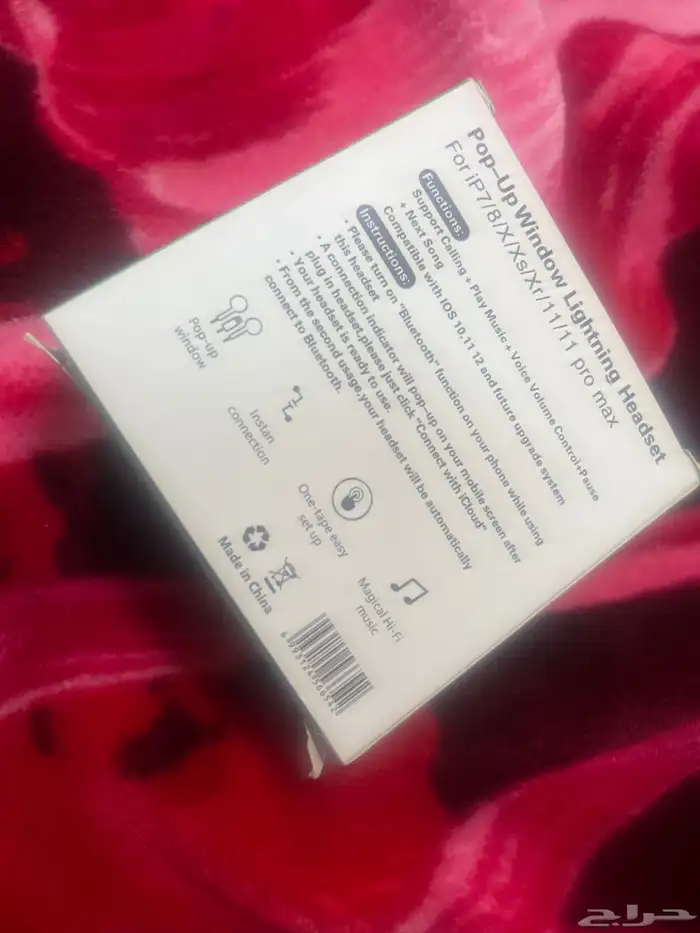 Pop-Up Window Lightning Headset
For iP7/8/X/Xs/Xr/11/11 pro max
Functions:
Support Calling + Play Music + Voice Volume Control+Pause
+ Next Song
Compatible with IOS 10.11 12 and future upgrade system
Instructions:
· Please turn on "Bluetooth" function on your phone while using
this headset
· A connection indicator will pop-up on your mobile screen after
plug in headset,please just click "Connect with iCloud"
· Your headset is ready to use.
· From the second usage,your headset will be automatically
connect to Bluetooth.
Pop-up
window
Instan
connection
One-tape easy
set up
Magical Hi-Fi
music
Made in China
حراج